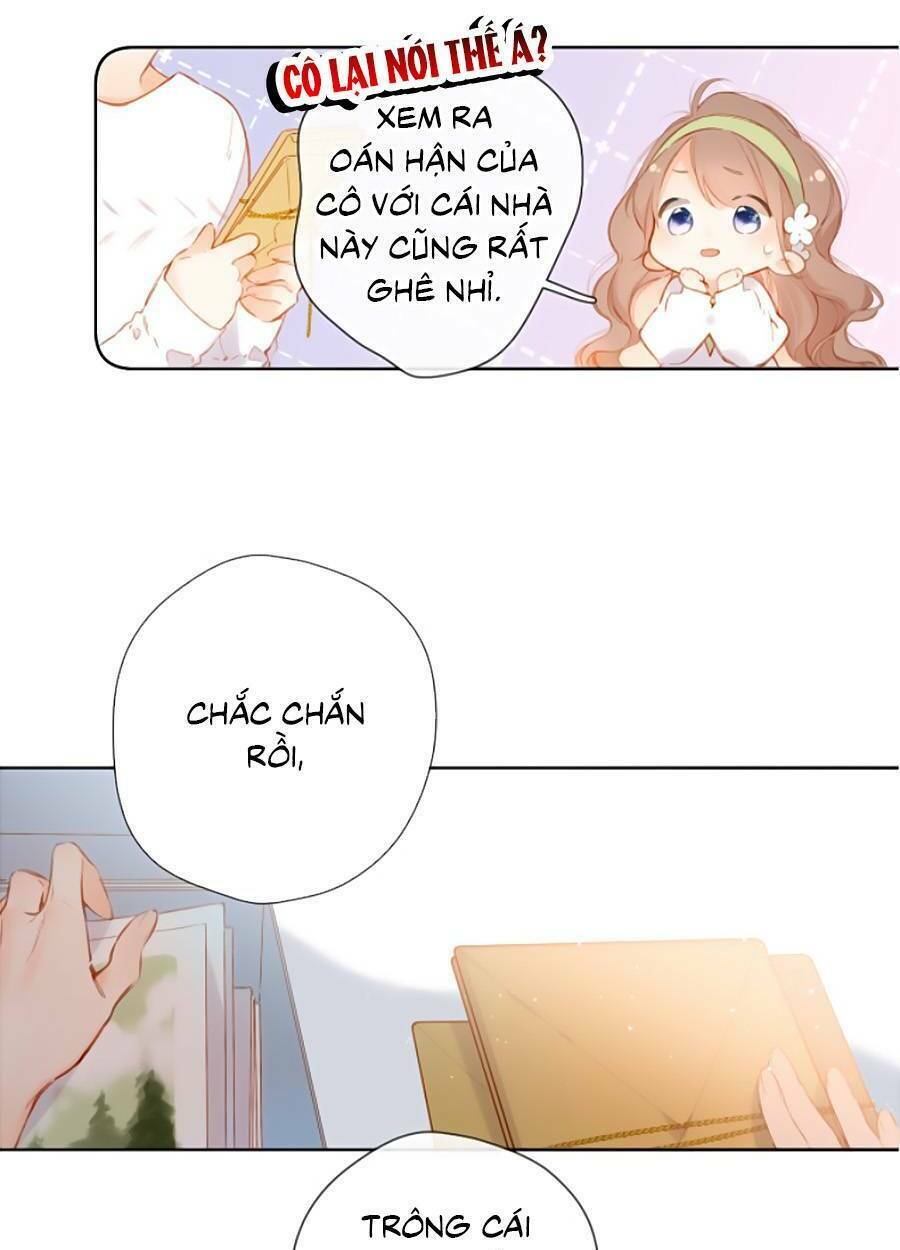 CÔ LẠI NÓI THẾ Á?
XEM RA
OÁN HẬN CỦA
CÔ VỚI CÁI NHÀ
NÀY CŨNG RẤT
GHÊ NHỈ.
CHẮC CHẮN
RỒI,
TRÔNG CÁI